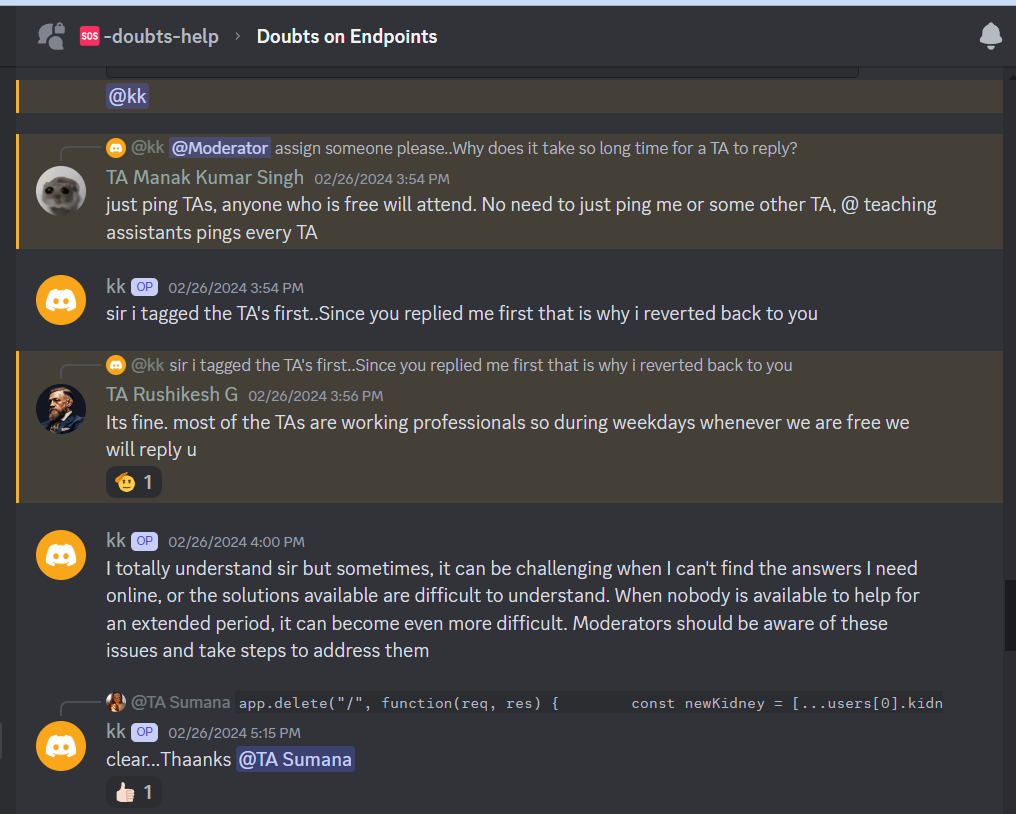 SOS -doubts-help › Doubts on Endpoints
@kk
@kk @Moderator assign someone please..Why does it take so long time for a TA to reply?
TA Manak Kumar Singh 02/26/2024 3:54 PM
just ping TAs, anyone who is free will attend. No need to just ping me or some other TA, @ teaching
assistants pings every TA
kk OP 02/26/2024 3:54 PM
sir i tagged the TA's first..Since you replied me first that is why i reverted back to you
@kk sir i tagged the TA's first..Since you replied me first that is why i reverted back to you
TA Rushikesh G 02/26/2024 3:56 PM
Its fine. most of the TAs are working professionals so during weekdays whenever we are free we
will reply u
1
kk OP 02/26/2024 4:00 PM
I totally understand sir but sometimes, it can be challenging when I can't find the answers I need
online, or the solutions available are difficult to understand. When nobody is available to help for
an extended period, it can become even more difficult. Moderators should be aware of these
issues and take steps to address them
@TA Sumana app.delete("/", function(req, res) { const newKidney = [...users[0].kidn
kk OP 02/26/2024 5:15 PM
clear...Thaanks @TA Sumana
1